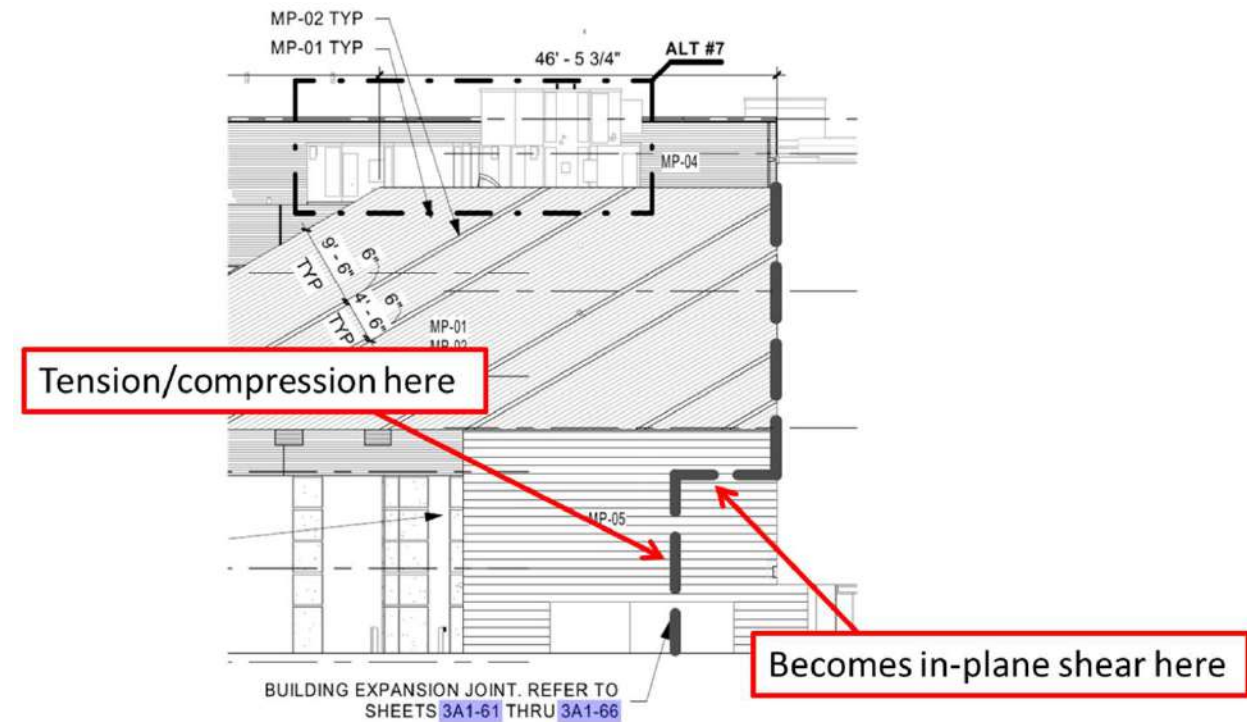 MP-02 TYP
MP-01 TYP
46' - 5 3/4"
ALT #7
MP-04
9' - 6"
6"
TYP
4' - 6"
6"
TYP
MP-01
Tension/compression here
MP-05
Becomes in-plane shear here
BUILDING EXPANSION JOINT. REFER TO
SHEETS 3A1-61 THRU 3A1-66